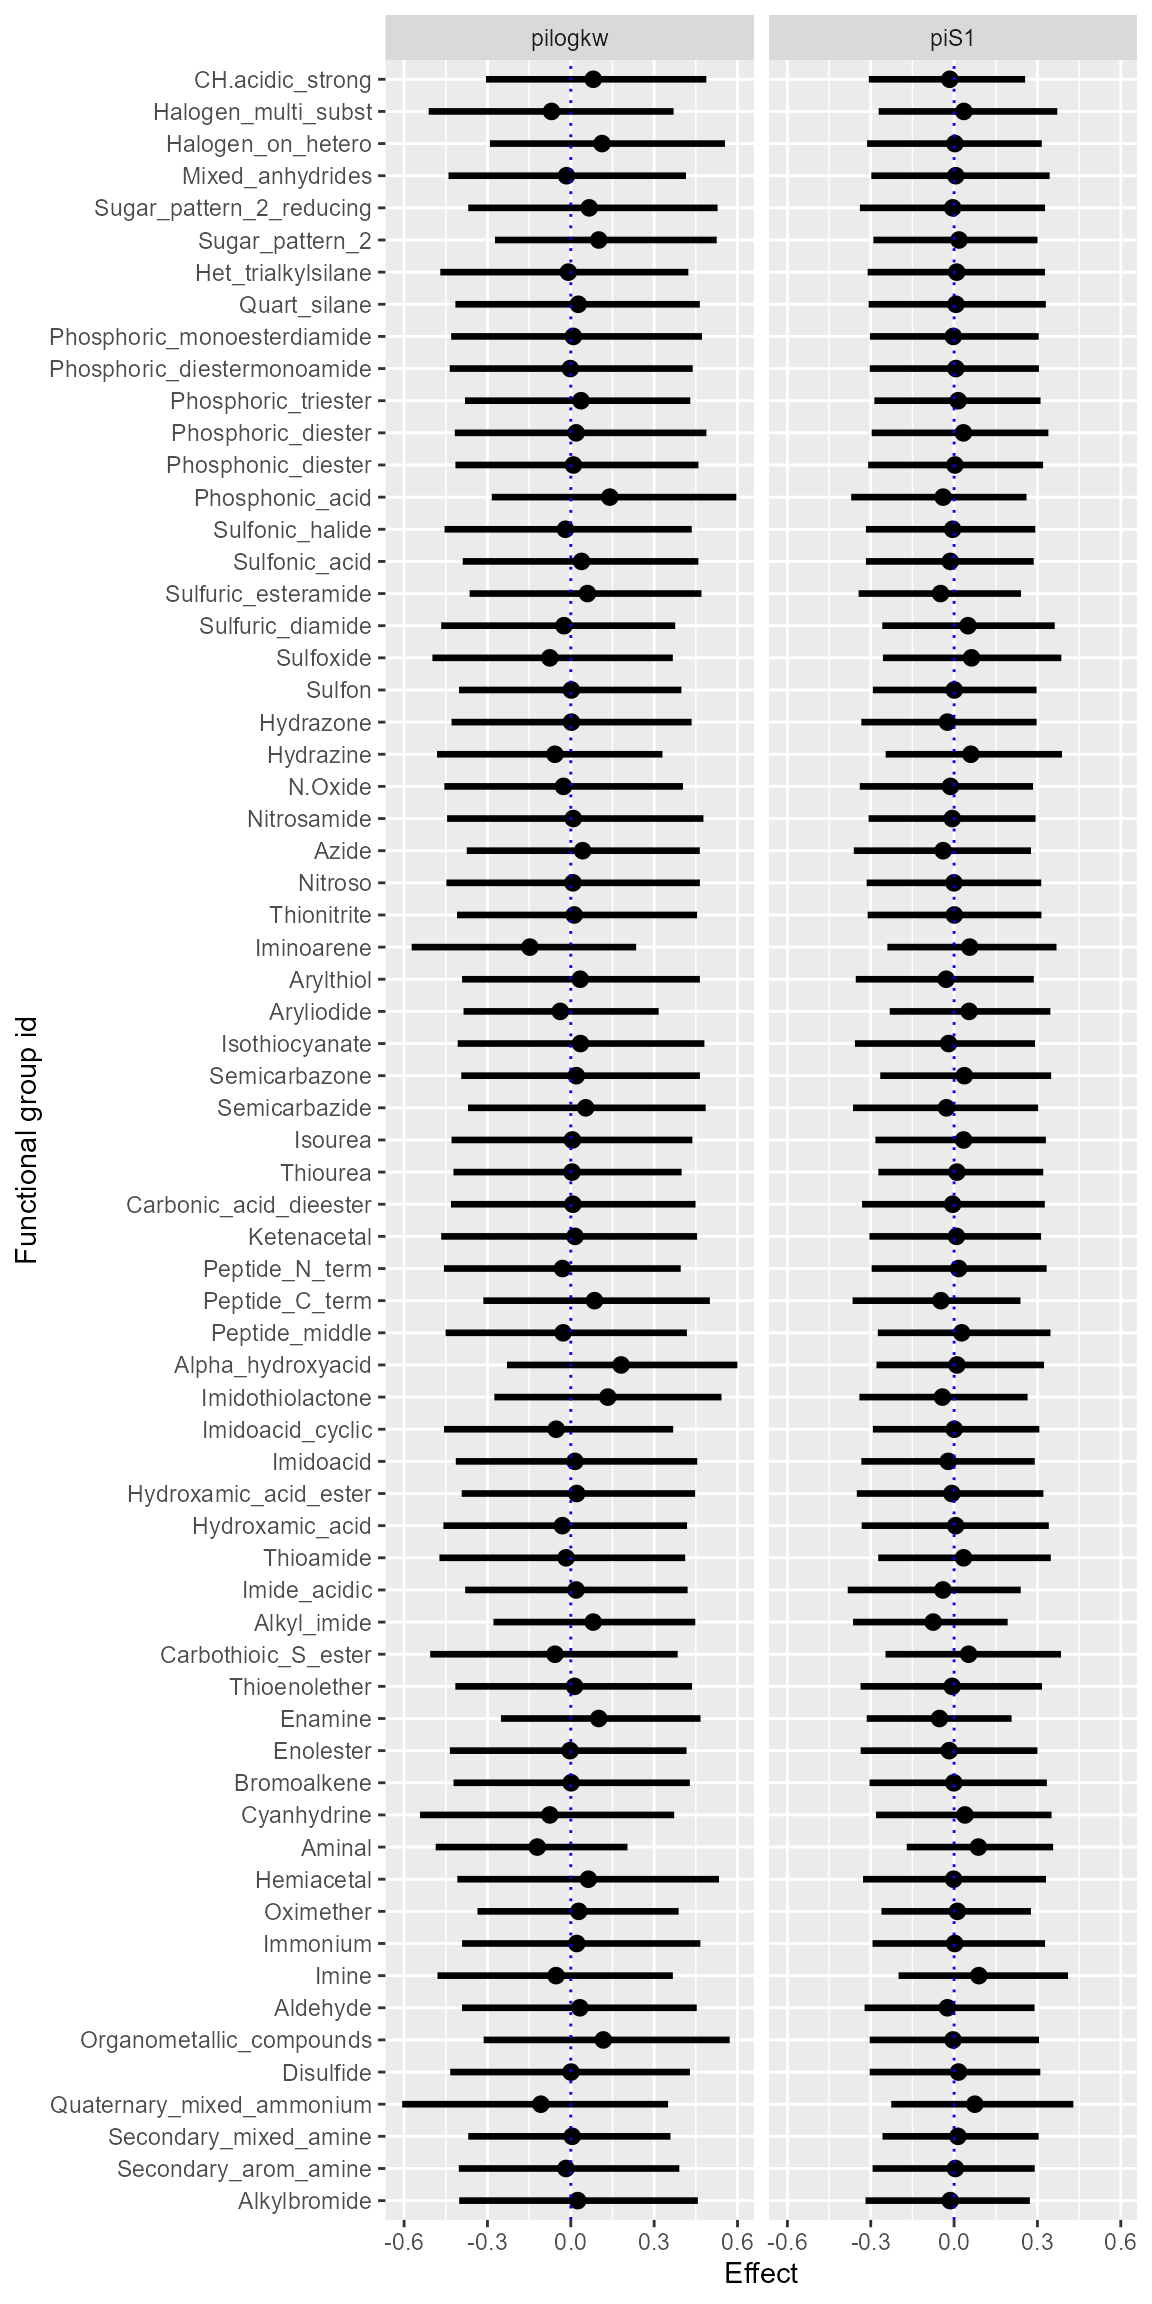 pilogkw piS1
CH.acidic_strong
Halogen_multi_subst
Halogen_on_hetero
Mixed_anhydrides
Sugar_pattern_2_reducing
Sugar_pattern_2
Het_trialkylsilane
Quart_silane
Phosphoric_monoesterdiamide
Phosphoric_diestermonoamide
Phosphoric_triester
Phosphoric_diester
Phosphonic_diester
Phosphonic_acid
Sulfonic_halide
Sulfonic_acid
Sulfuric_esteramide
Sulfuric_diamide
Sulfoxide
Sulfon
Hydrazone
Hydrazine
N.Oxide
Nitrosamide
Azide
Nitroso
Thionitrite
Iminoarene
Arylthiol
Aryliodide
Isothiocyanate
Semicarbazone
Semicarbazide
Isourea
Thiourea
Carbonic_acid_dieester
Ketenacetal
Peptide_N_term
Peptide_C_term
Peptide_middle
Alpha_hydroxyacid
Imidothiolactone
Imidoacid_cyclic
Imidoacid
Hydroxamic_acid_ester
Hydroxamic_acid
Thioamide
Imide_acidic
Alkyl_imide
Carbothioic_S_ester
Thioenolether
Enamine
Enolester
Bromoalkene
Cyanhydrine
Aminal
Hemiacetal
Oximether
Immonium
Imine
Aldehyde
Organometallic_compounds
Disulfide
Quaternary_mixed_ammonium
Secondary_mixed_amine
Secondary_arom_amine
Alkylbromide
Functional group id
-0.6 -0.3 0.0 0.3 0.6 -0.6 -0.3 0.0 0.3 0.6
Effect